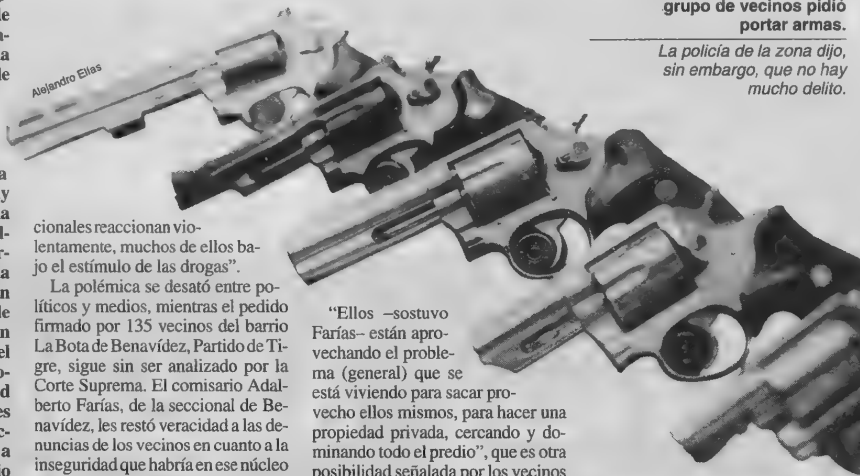 grupo de vecinos pidió
portar armas.
La policía de la zona dijo,
sin embargo, que no hay
mucho delito.
Alejandro Elías
cionales reaccionan vio-
lentamente, muchos de ellos ba-
jo el estímulo de las drogas”.
La polémica se desató entre po-
líticos y medios, mientras el pedido
firmado por 135 vecinos del barrio
La Bota de Benavídez, Partido de Ti-
gre, sigue sin ser analizado por la
Corte Suprema. El comisario Adal-
berto Farías, de la seccional de Be-
navídez, les restó veracidad a las de-
nuncias de los vecinos en cuanto a la
inseguridad que habría en ese núcleo
“Ellos –sostuvo
Farías– están apro-
vechando el proble-
ma (general) que se
está viviendo para sacar pro-
vecho ellos mismos, para hacer una
propiedad privada, cercando y do-
minando todo el predio”, que es otra
posibilidad señalada por los vecinos